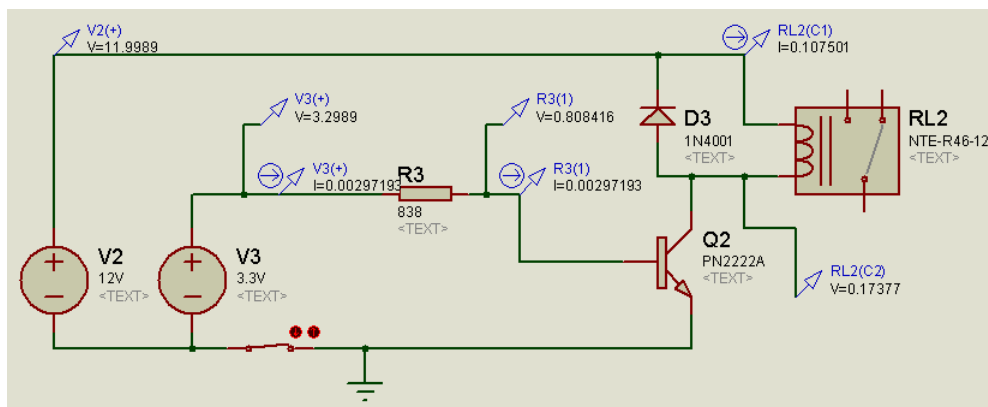 V2(+)
V=11.9989
RL2(C1)
I=0.107501
V3(+)
V=3.2989
R3(1)
V=0.808416
D3
1N4001
<TEXT>
RL2
NTE-R46-12
<TEXT>
V3(+)
I=0.00297193
R3
838
<TEXT>
R3(1)
I=0.00297193
Q2
PN2222A
<TEXT>
V2
12V
<TEXT>
V3
3.3V
<TEXT>
RL2(C2)
V=0.17377